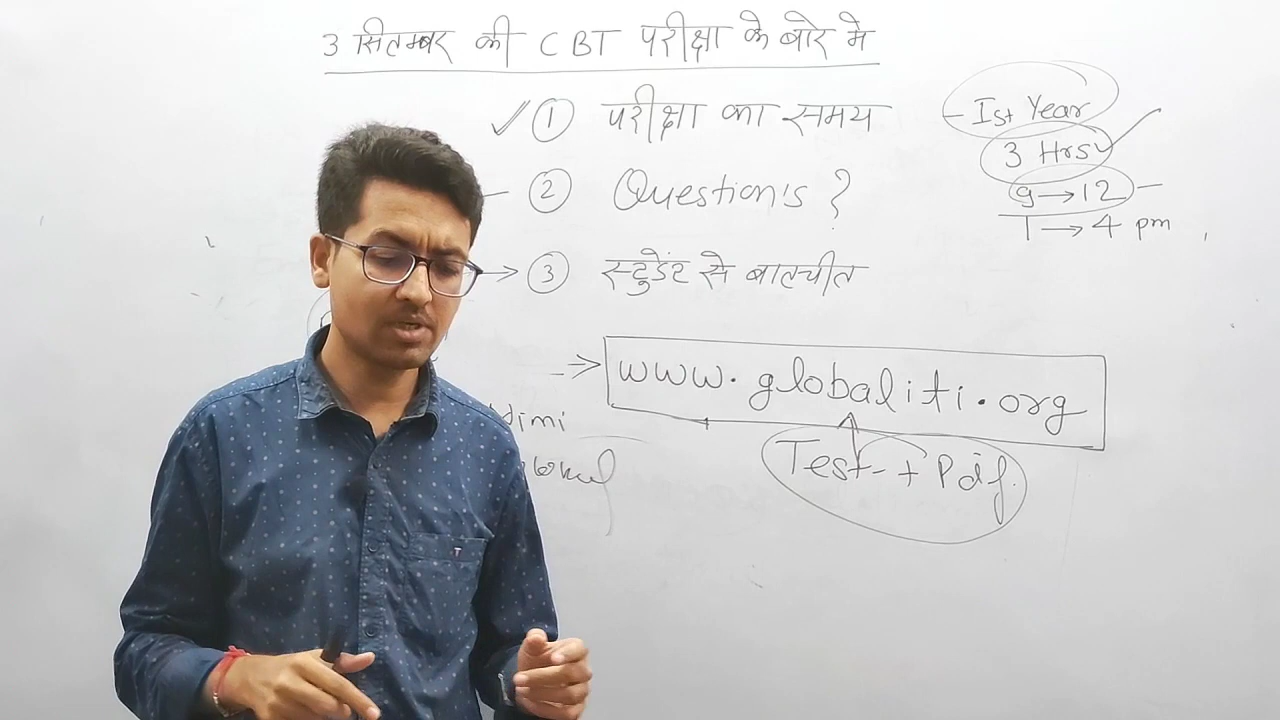 3 सितम्बर की CBT परीक्षा के बारे मे
① परीक्षा का समय
② Question's ?
③ स्टुडेंट से बातचीत
Ist Year
3 Hrs
9→12
1→4 pm
www.globaliti.org
Test + Pdf.